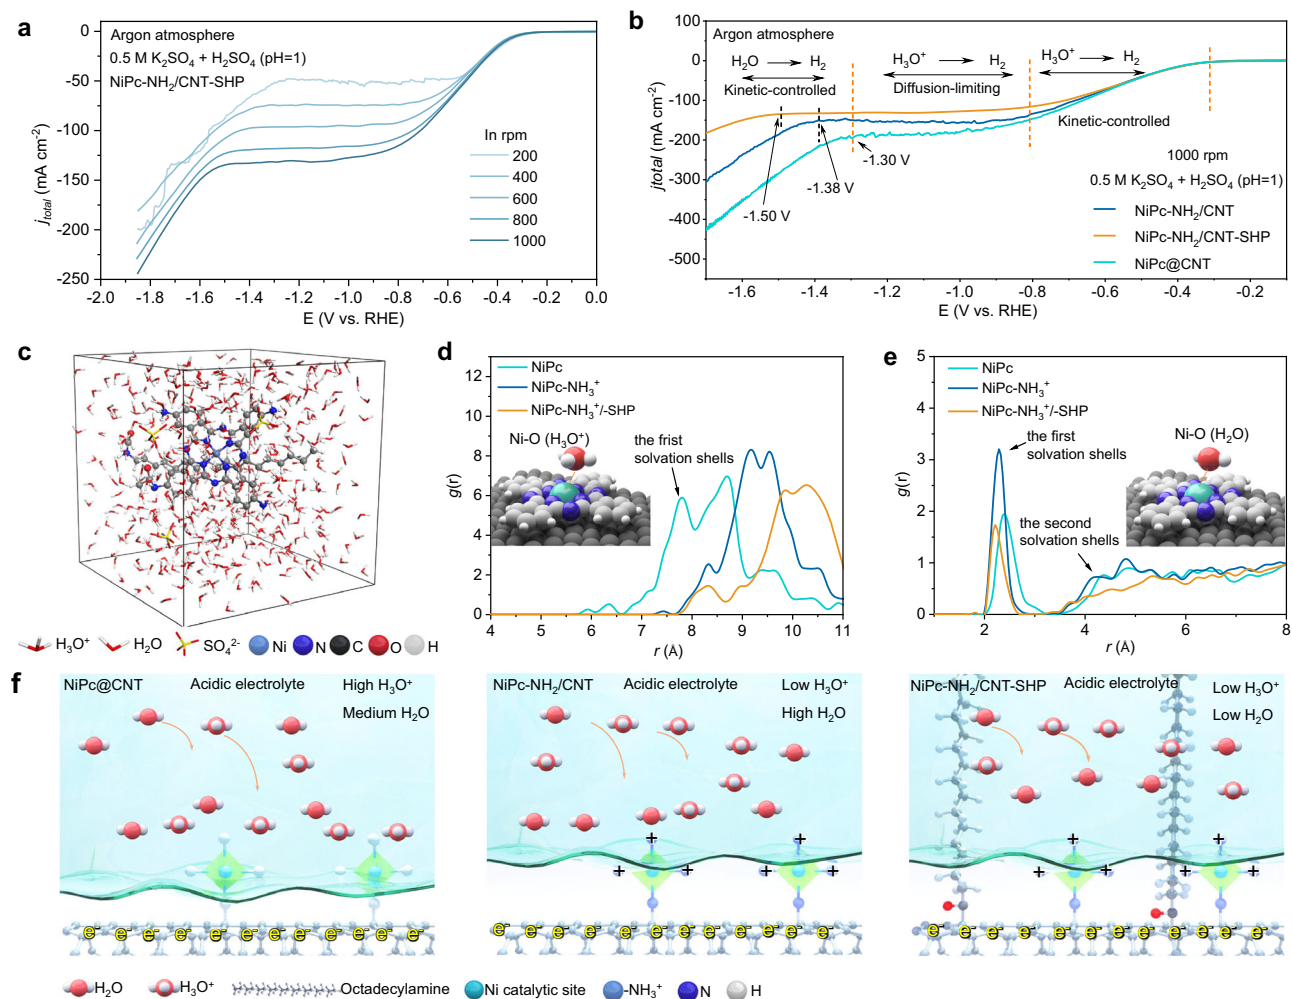 a
Argon atmosphere
0.5 M K₂SO₄ + H₂SO₄ (pH=1)
NiPc-NH₂/CNT-SHP
In rpm
200
400
600
800
1000
0
-50
-100
-150
-200
-250
j_total (mA cm⁻²)
-2.0 -1.8 -1.6 -1.4 -1.2 -1.0 -0.8 -0.6 -0.4 -0.2 0.0
E (V vs. RHE)
b
100
0
-100
-200
-300
-400
-500
jtotal (mA cm⁻²)
Argon atmosphere
H₂O → H₂
H₃O⁺ → H₂
H₃O⁺ → H₂
Kinetic-controlled
Diffusion-limiting
Kinetic-controlled
-1.30 V
-1.38 V
-1.50 V
1000 rpm
0.5 M K₂SO₄ + H₂SO₄ (pH=1)
NiPc-NH₂/CNT
NiPc-NH₂/CNT-SHP
NiPc@CNT
-1.6 -1.4 -1.2 -1.0 -0.8 -0.6 -0.4 -0.2
E (V vs. RHE)
c
H₃O⁺ H₂O SO₄²⁻ Ni N C O H
d
14
12
10
8
6
4
2
0
g(r)
NiPc
NiPc-NH₃⁺
NiPc-NH₃⁺/-SHP
Ni-O (H₃O⁺)
the first
solvation shells
4 5 6 7 8 9 10 11
r (Å)
e
5
4
3
2
1
0
g(r)
NiPc
NiPc-NH₃⁺
NiPc-NH₃⁺/-SHP
the first
solvation shells
Ni-O (H₂O)
the second
solvation shells
0 2 4 6 8
r (Å)
f
NiPc@CNT Acidic electrolyte High H₃O⁺
Medium H₂O
e⁻ e⁻ e⁻ e⁻ e⁻ e⁻ e⁻ e⁻ e⁻ e⁻
NiPc-NH₂/CNT Acidic electrolyte Low H₃O⁺
High H₂O
+ + + + + +
e⁻ e⁻ e⁻ e⁻ e⁻ e⁻ e⁻ e⁻ e⁻ e⁻
NiPc-NH₂/CNT-SHP Acidic electrolyte Low H₃O⁺
Low H₂O
+ + + + + +
e⁻ e⁻ e⁻ e⁻ e⁻ e⁻ e⁻ e⁻ e⁻
H₂O H₃O⁺ Octadecylamine Ni catalytic site -NH₃⁺ N H